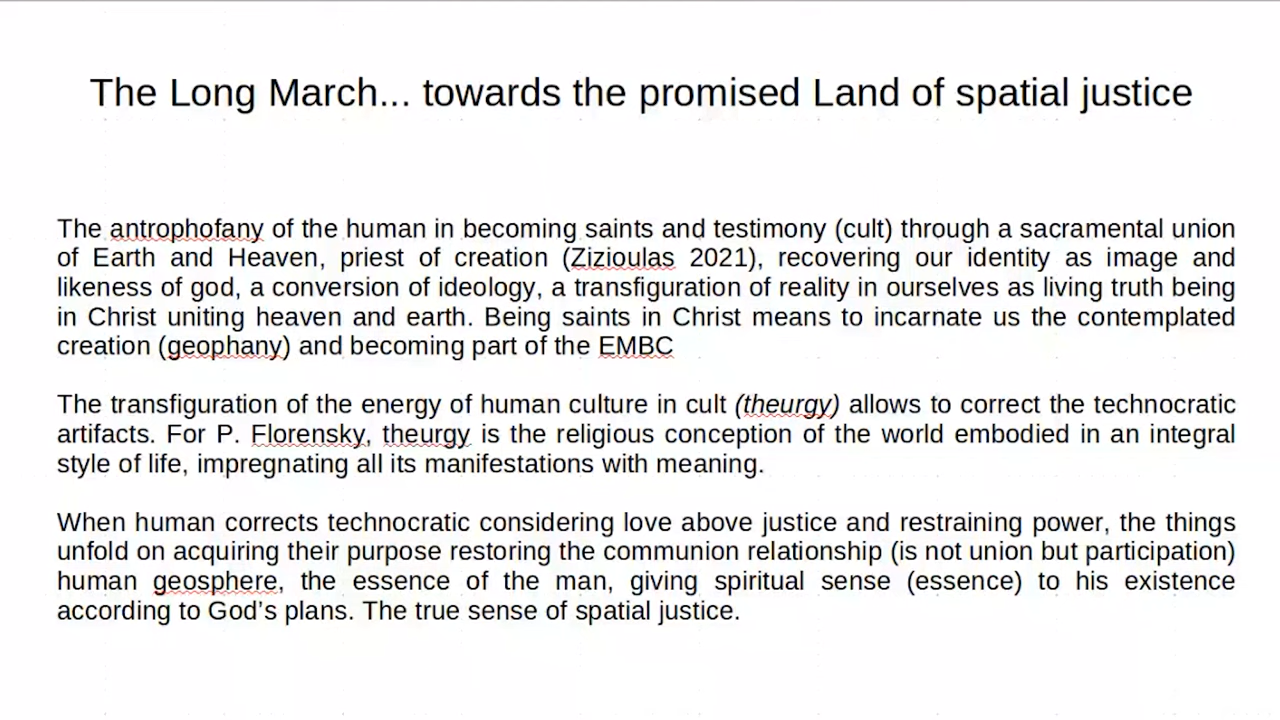 The Long March... towards the promised Land of spatial justice
The antrophofany of the human in becoming saints and testimony (cult) through a sacramental union
of Earth and Heaven, priest of creation (Zizioulas 2021), recovering our identity as image and
likeness of god, a conversion of ideology, a transfiguration of reality in ourselves as living truth being
in Christ uniting heaven and earth. Being saints in Christ means to incarnate us the contemplated
creation (geophany) and becoming part of the EMBC
The transfiguration of the energy of human culture in cult (theurgy) allows to correct the technocratic
artifacts. For P. Florensky, theurgy is the religious conception of the world embodied in an integral
style of life, impregnating all its manifestations with meaning.
When human corrects technocratic considering love above justice and restraining power, the things
unfold on acquiring their purpose restoring the communion relationship (is not union but participation)
human geosphere, the essence of the man, giving spiritual sense (essence) to his existence
according to God’s plans. The true sense of spatial justice.